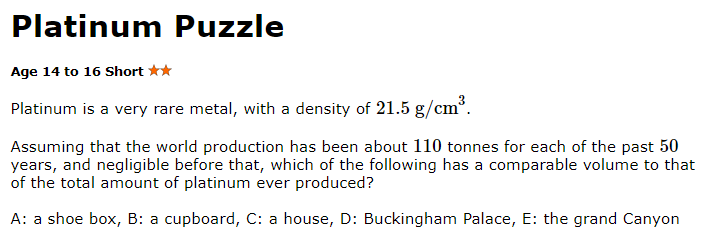 Platinum Puzzle
Age 14 to 16 Short ★★
Platinum is a very rare metal, with a density of 21.5 g/cm³.
Assuming that the world production has been about 110 tonnes for each of the past 50
years, and negligible before that, which of the following has a comparable volume to that
of the total amount of platinum ever produced?
A: a shoe box, B: a cupboard, C: a house, D: Buckingham Palace, E: the grand Canyon